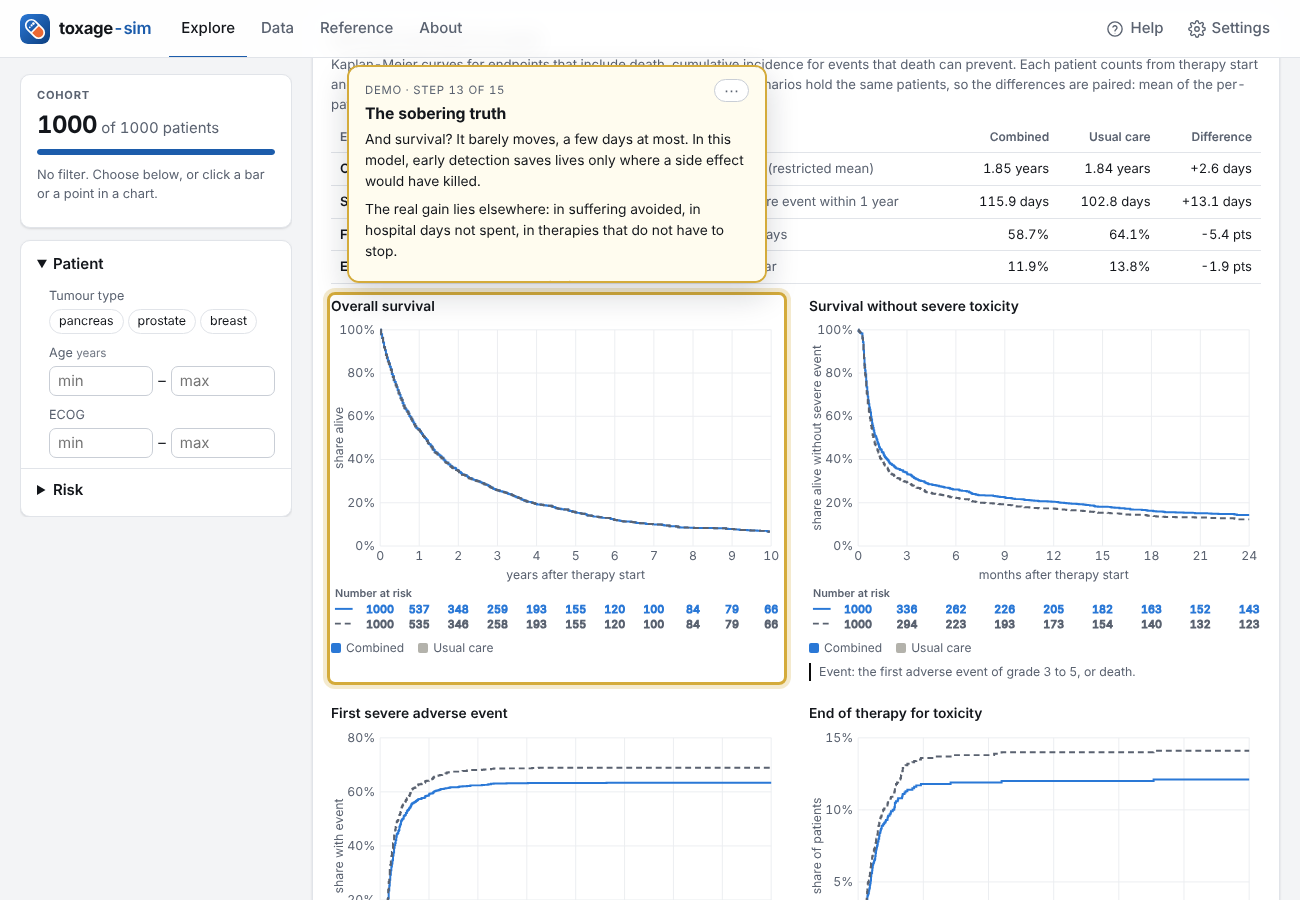 toxage-sim
Explore
Data
Reference
About
Help
Settings
COHORT
1000 of 1000 patients
No filter. Choose below, or click a bar
or a point in a chart.
Patient
Tumour type
pancreas
prostate
breast
Age years
min – max
ECOG
min – max
Risk
Kaplan-Meier curves for endpoints that include death, cumulative incidence for events that death can prevent. Each patient counts from therapy start
narios hold the same patients, so the differences are paired: mean of the per-
DEMO · STEP 13 OF 15
···
The sobering truth
And survival? It barely moves, a few days at most. In this
model, early detection saves lives only where a side effect
would have killed.
The real gain lies elsewhere: in suffering avoided, in
hospital days not spent, in therapies that do not have to
stop.
Combined Usual care Difference
(restricted mean) 1.85 years 1.84 years +2.6 days
re event within 1 year 115.9 days 102.8 days +13.1 days
ays 58.7% 64.1% -5.4 pts
ar 11.9% 13.8% -1.9 pts
Overall survival
100%
80%
60%
40%
20%
0%
share alive
0 1 2 3 4 5 6 7 8 9 10
years after therapy start
Number at risk
1000 537 348 259 193 155 120 100 84 79 66
1000 535 346 258 193 155 120 100 84 79 66
Combined Usual care
Survival without severe toxicity
100%
80%
60%
40%
20%
0%
share alive without severe event
0 3 6 9 12 15 18 21 24
months after therapy start
Number at risk
1000 336 262 226 205 182 163 152 143
1000 294 223 193 173 154 140 132 123
Combined Usual care
Event: the first adverse event of grade 3 to 5, or death.
First severe adverse event
80%
60%
40%
20%
share with event
End of therapy for toxicity
15%
10%
5%
share of patients